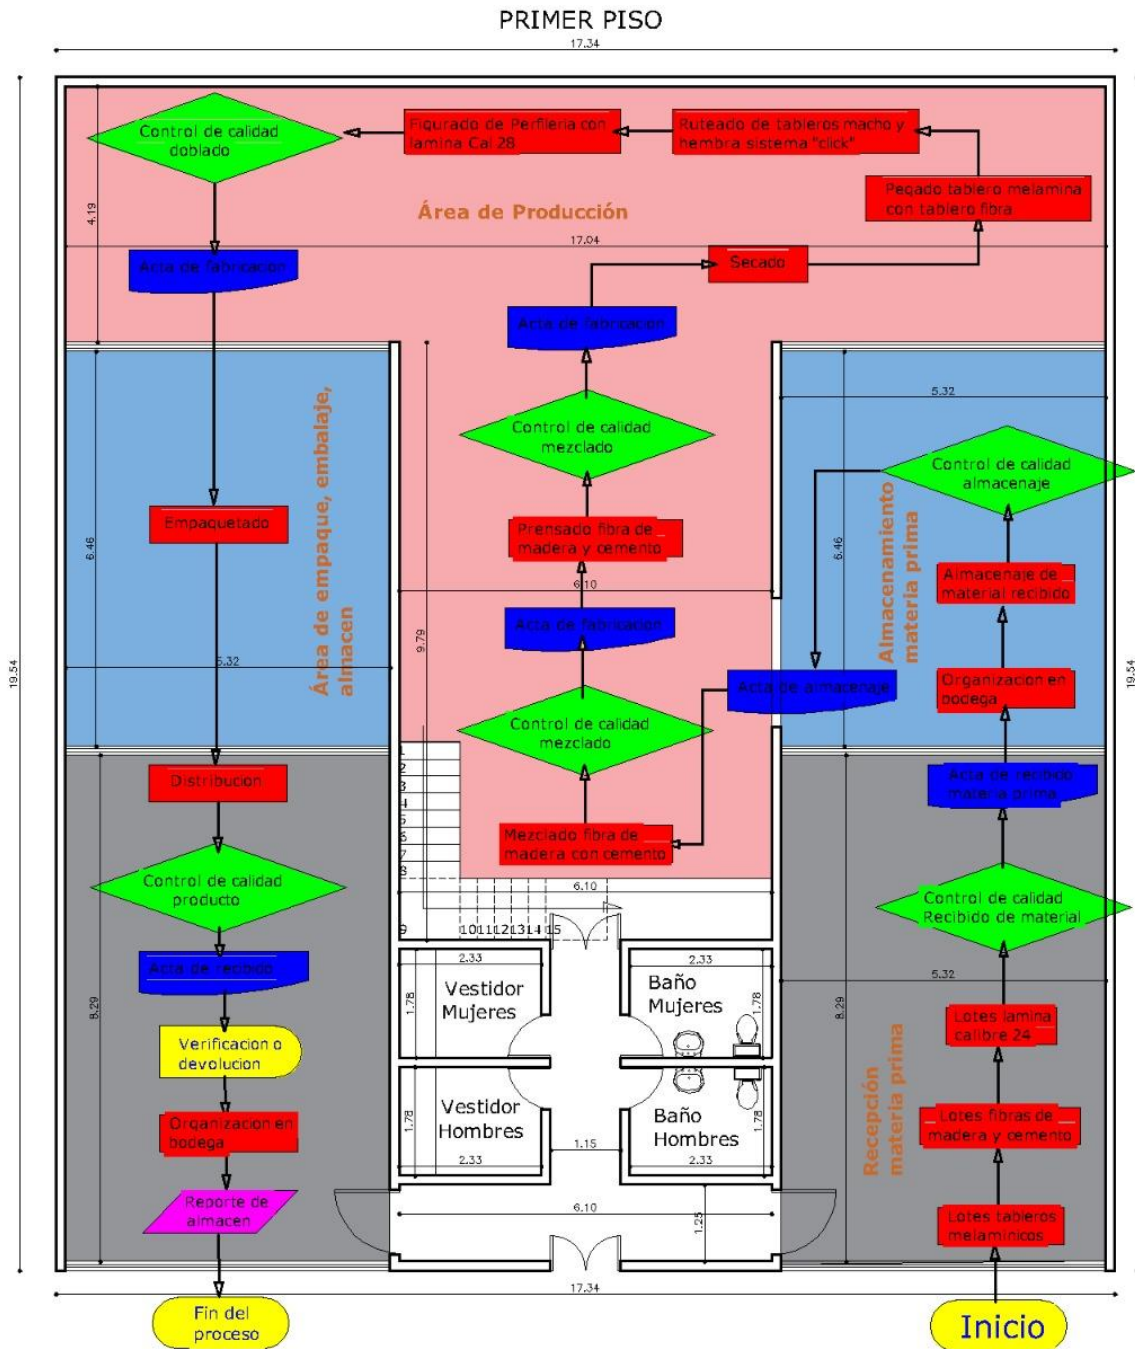 PRIMER PISO
17.34
Control de calidad
doblado
Figurado de Perfileria con
lamina Cal 28
Ruteado de tableros macho y
hembra sistema "click"
Pegado tablero melamina
con tablero fibra
4.19
Área de Producción
17.04
Acta de fabricacion
Secado
Acta de fabricacion
5.32
Control de calidad
mezclado
Control de calidad
almacenaje
Área de empaque, embalaje,
almacen
Almacenamiento
materia prima
Empaquetado
Prensado fibra de
madera y cemento
6.46
6.46
Almacenaje de
material recibido
6.10
Acta de fabricacion
9.79
19.54
19.54
5.32
Acta de almacenaje
Organizacion en
bodega
Control de calidad
mezclado
1
2
3
4
5
6
7
8
9
10 11 12 13 14 15
Distribucion
Acta de recibido
materia prima
Mezclado fibra de
madera con cemento
Control de calidad
producto
6.10
Control de calidad
Recibido de material
Acta de recibido
2.33
2.33
5.32
Vestidor
Mujeres
Baño
Mujeres
1.78
1.78
8.29
8.29
Lotes lamina
calibre 24
Verificacion o
devolucion
Recepción
materia prima
Vestidor
Hombres
Baño
Hombres
1.78
1.78
Organizacion en
bodega
Lotes fibras de
madera y cemento
1.15
2.33
2.33
Reporte de
almacen
6.10
1.25
Lotes tableros
melaminicos
17.34
Fin del
proceso
Inicio